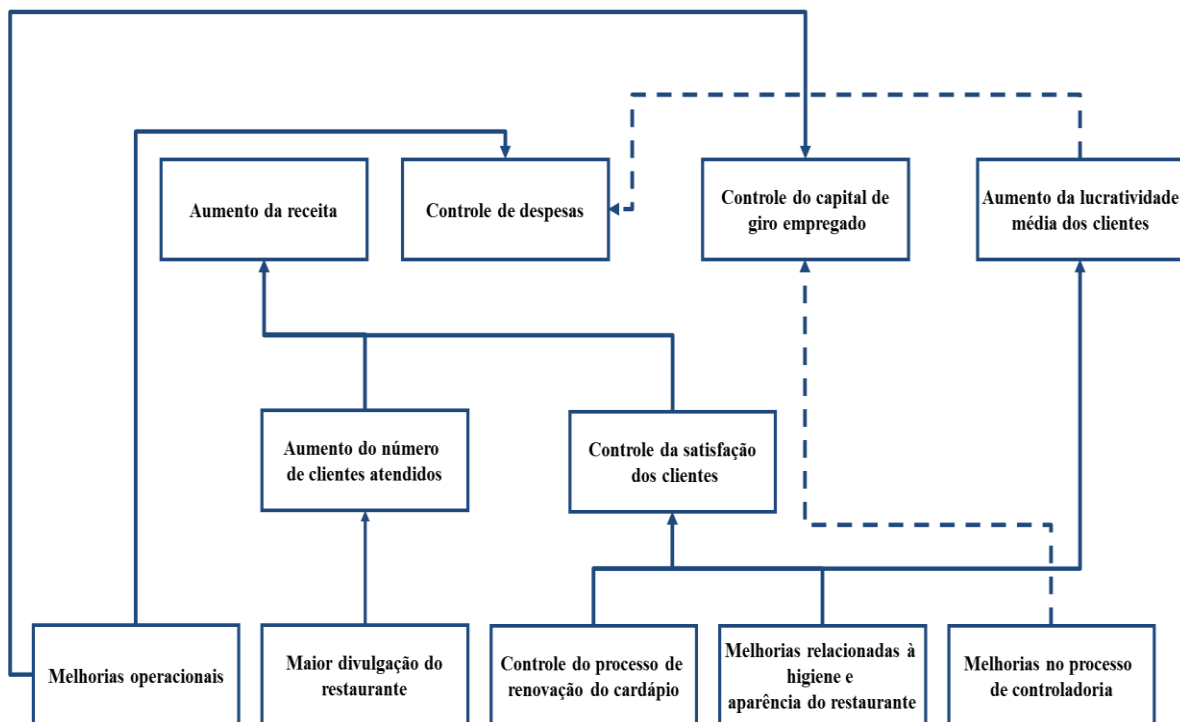 Aumento da receita
Controle de despesas
Controle do capital de
giro empregado
Aumento da lucratividade
média dos clientes
Aumento do número
de clientes atendidos
Controle da satisfação
dos clientes
Melhorias operacionais
Maior divulgação do
restaurante
Controle do processo de
renovação do cardápio
Melhorias relacionadas à
higiene e
aparência do restaurante
Melhorias no processo
de controladoria